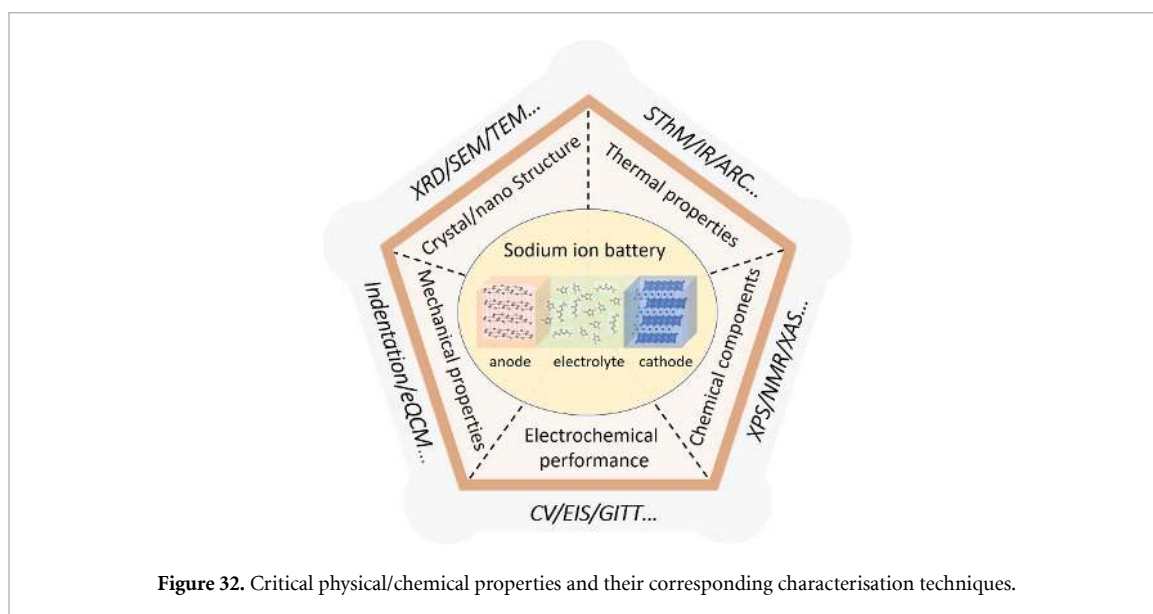 XRD/SEM/TEM...
SThM/IR/ARC...
Crystal/nano Structure
Thermal properties
Sodium ion battery
Mechanical properties
Chemical components
Indentation/eQCM...
XPS/NMR/XAS...
anode electrolyte cathode
Electrochemical
performance
CV/EIS/GITT...
Figure 32. Critical physical/chemical properties and their corresponding characterisation techniques.